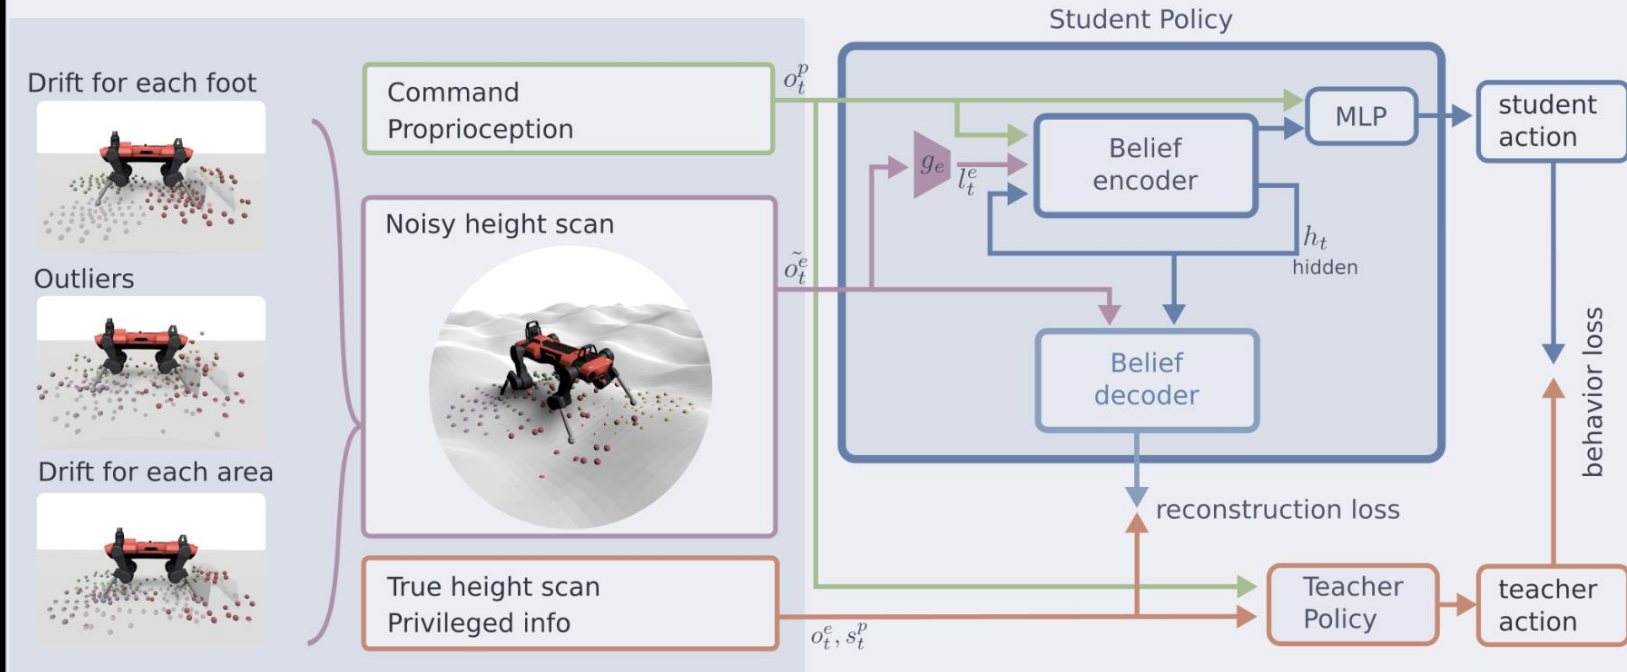 Student Policy
Drift for each foot
Outliers
Drift for each area
Command
Proprioception
Noisy height scan
True height scan
Privileged info
o_t^p
õ_t^e
o_t^e, s_t^p
g_e
l_t^e
Belief
encoder
MLP
h_t
hidden
Belief
decoder
reconstruction loss
student
action
behavior loss
Teacher
Policy
teacher
action